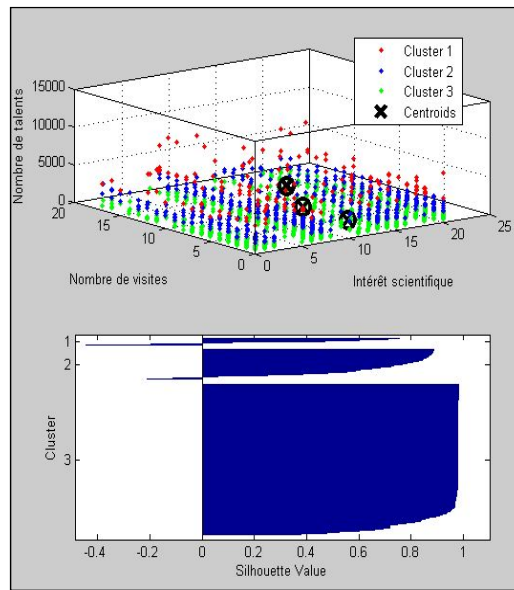 Cluster 1
Cluster 2
Cluster 3
Centroids
15000
10000
5000
0
Nombre de talents
20
15
10
5
0
Nombre de visites
0
5
10
15
20
25
Intérêt scientifique
1
2
3
Cluster
-0.4
-0.2
0
0.2
0.4
0.6
0.8
1
Silhouette Value